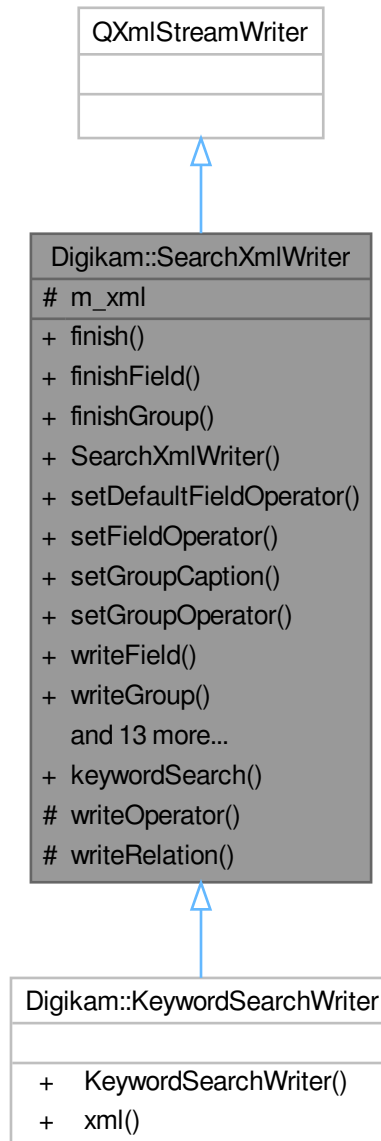 QXmlStreamWriter
Digikam::SearchXmlWriter
# m_xml
+ finish()
+ finishField()
+ finishGroup()
+ SearchXmlWriter()
+ setDefaultFieldOperator()
+ setFieldOperator()
+ setGroupCaption()
+ setGroupOperator()
+ writeField()
+ writeGroup()
and 13 more...
+ keywordSearch()
# writeOperator()
# writeRelation()
Digikam::KeywordSearchWriter
+ KeywordSearchWriter()
+ xml()